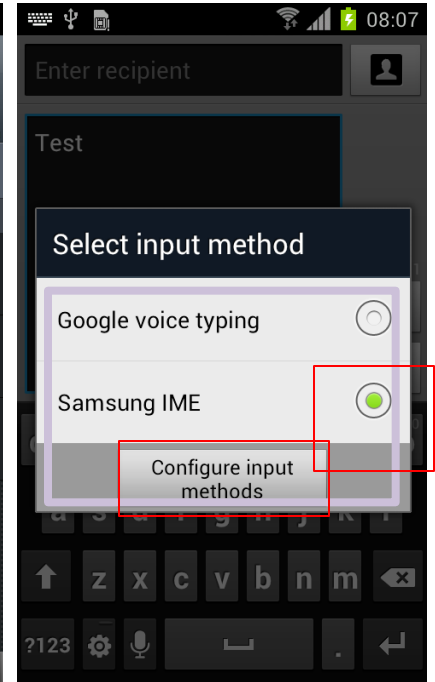 08:07
Enter recipient
Test
Select input method
Google voice typing
Samsung IME
Configure input
methods
a s d f g h j k l
z x c v b n m
?123 .